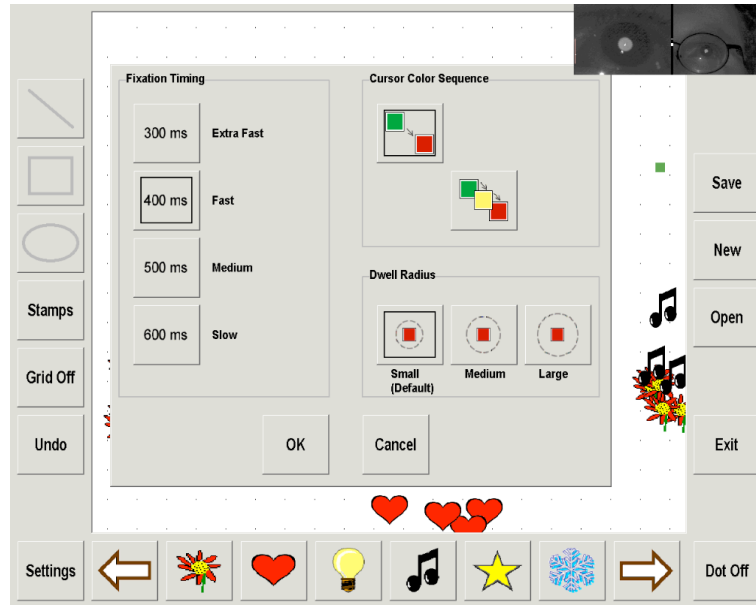 Fixation Timing
300 ms Extra Fast
400 ms Fast
500 ms Medium
600 ms Slow
Cursor Color Sequence
Dwell Radius
Small
(Default)
Medium
Large
OK
Cancel
Stamps
Grid Off
Undo
Save
New
Open
Exit
Settings
Dot Off